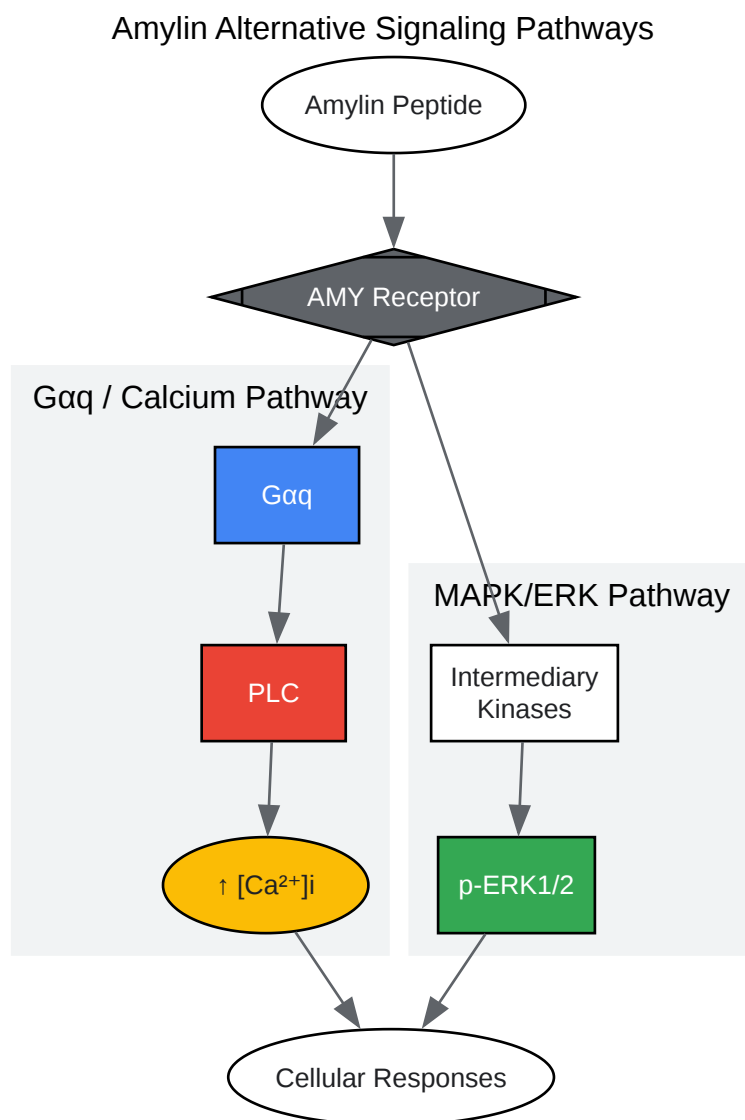 Amylin Alternative Signaling Pathways
Amylin Peptide
AMY Receptor
Gαq / Calcium Pathway
Gαq
PLC
↑ [Ca²⁺]i
MAPK/ERK Pathway
Intermediary
Kinases
p-ERK1/2
Cellular Responses